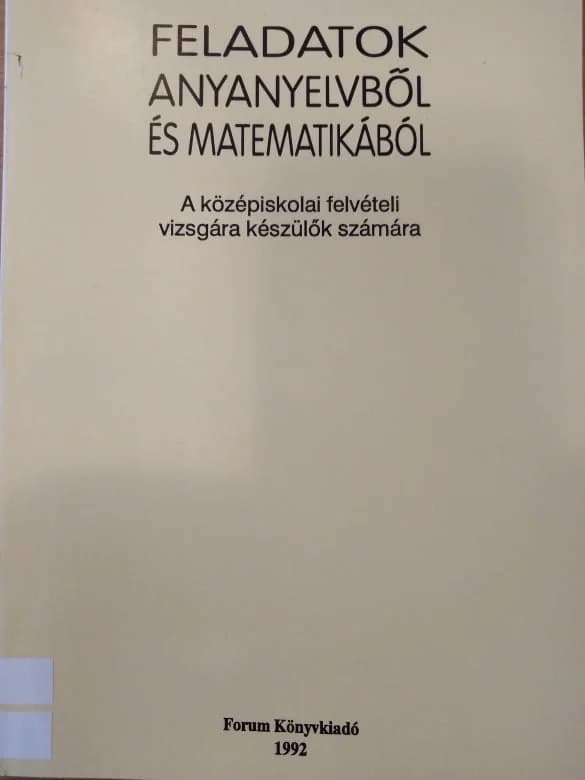 FELADATOK
ANYANYELVBŐL
ÉS MATEMATIKÁBÓL
A középiskolai felvételi
vizsgára készülők számára
Forum Könyvkiadó
1992